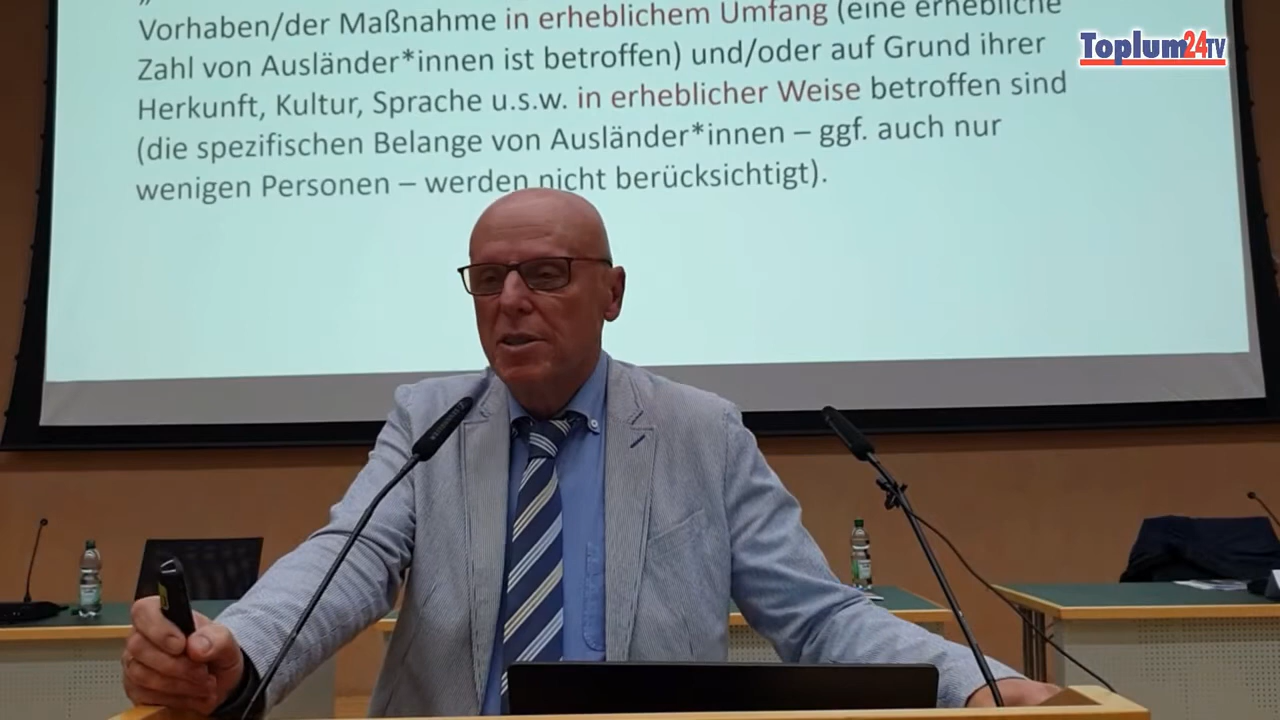 Vorhaben/der Maßnahme in erheblichem Umfang (eine erhebliche
Zahl von Ausländer*innen ist betroffen) und/oder auf Grund ihrer
Herkunft, Kultur, Sprache u.s.w. in erheblicher Weise betroffen sind
(die spezifischen Belange von Ausländer*innen – ggf. auch nur
wenigen Personen – werden nicht berücksichtigt).
Toplum24TV